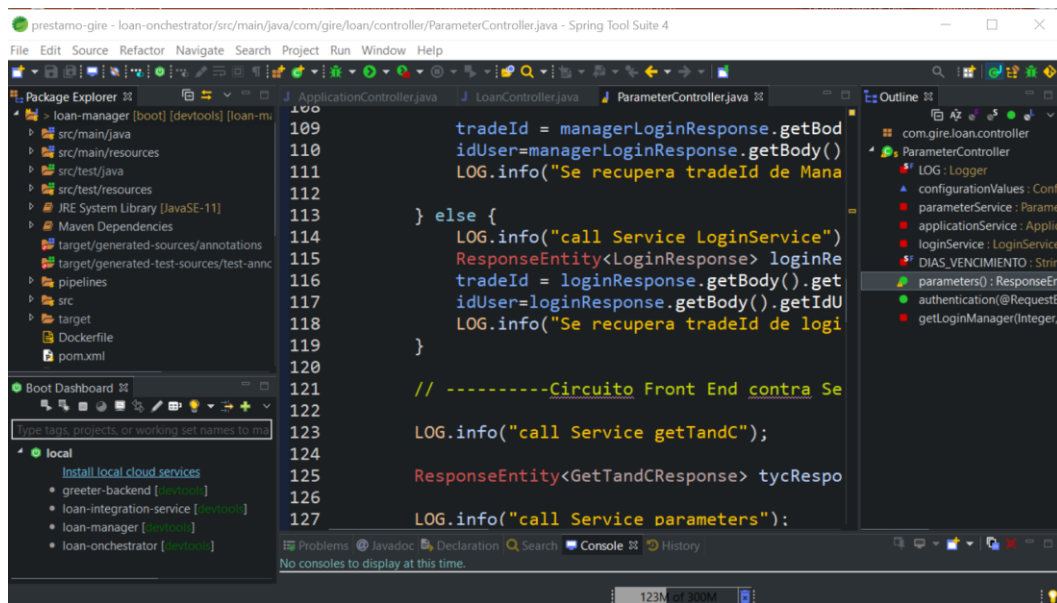 prestamo-gire - loan-onchestrator/src/main/java/com/gire/loan/controller/ParameterController.java - Spring Tool Suite 4
File Edit Source Refactor Navigate Search Project Run Window Help
Package Explorer
> loan-manager [boot] [devtools] [loan-ma
src/main/java
src/main/resources
src/test/java
src/test/resources
JRE System Library [JavaSE-11]
Maven Dependencies
target/generated-sources/annotations
target/generated-test-sources/test-annc
pipelines
src
target
Dockerfile
pom.xml
Boot Dashboard
Type tags, projects, or working set names to ma
local
Install local cloud services
greeter-backend [devtools]
loan-integration-service [devtools]
loan-manager [devtools]
loan-onchestrator [devtools]
ApplicationController.java LoanController.java ParameterController.java
108
109 tradeId = managerLoginResponse.getBod
110 idUser=managerLoginResponse.getBody()
111 LOG.info("Se recupera tradeId de Mana
112
113 } else {
114 LOG.info("call Service LoginService")
115 ResponseEntity<LoginResponse> loginRe
116 tradeId = loginResponse.getBody().get
117 idUser=loginResponse.getBody().getIdU
118 LOG.info("Se recupera tradeId de logi
119 }
120
121 // ----------Circuito Front End contra Se
122
123 LOG.info("call Service getTandC");
124
125 ResponseEntity<GetTandCResponse> tycRespo
126
127 LOG.info("call Service parameters");
Problems Javadoc Declaration Search Console History
No consoles to display at this time.
Outline
com.gire.loan.controller
ParameterController
LOG : Logger
configurationValues : Conf
parameterService : Parame
applicationService : Applic
loginService : LoginService
DIAS_VENCIMIENTO : Strin
parameters() : ResponseEn
authentication(@RequestB
getLoginManager(Integer,
123M of 300M